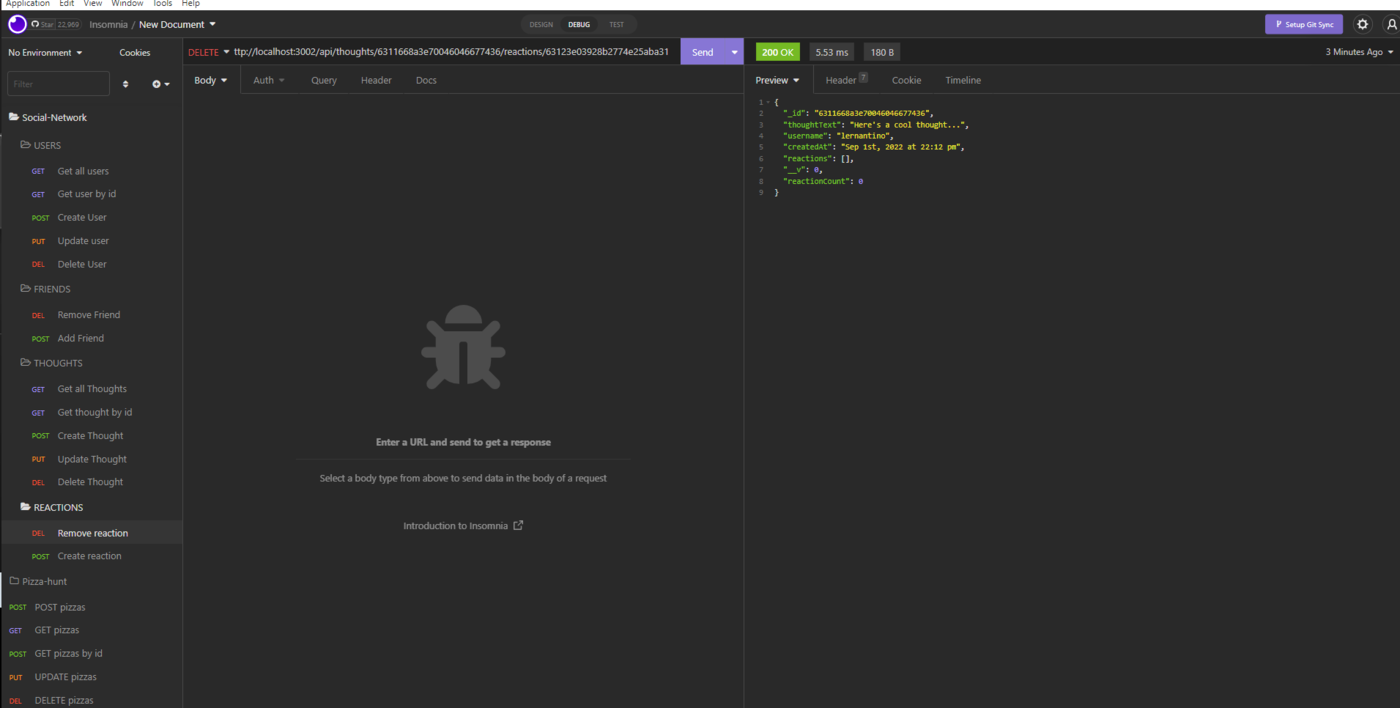 Application Edit View Window Tools Help
Star 22,969 Insomnia / New Document DESIGN DEBUG TEST Setup Git Sync
No Environment Cookies DELETE ttp://localhost:3002/api/thoughts/6311668a3e70046046677436/reactions/63123e03928b2774e25aba31 Send 200 OK 5.53 ms 180 B 3 Minutes Ago
Filter
Body Auth Query Header Docs
Preview Header 7 Cookie Timeline
Social-Network
USERS
GET Get all users
GET Get user by id
POST Create User
PUT Update user
DEL Delete User
FRIENDS
DEL Remove Friend
POST Add Friend
THOUGHTS
GET Get all Thoughts
GET Get thought by id
POST Create Thought
PUT Update Thought
DEL Delete Thought
REACTIONS
DEL Remove reaction
POST Create reaction
Pizza-hunt
POST POST pizzas
GET GET pizzas
POST GET pizzas by id
PUT UPDATE pizzas
DEL DELETE pizzas
Enter a URL and send to get a response
Select a body type from above to send data in the body of a request
Introduction to Insomnia
1 {
2 "_id": "6311668a3e70046046677436",
3 "thoughtText": "Here's a cool thought...",
4 "username": "lernantino",
5 "createdAt": "Sep 1st, 2022 at 22:12 pm",
6 "reactions": [],
7 "__v": 0,
8 "reactionCount": 0
9 }